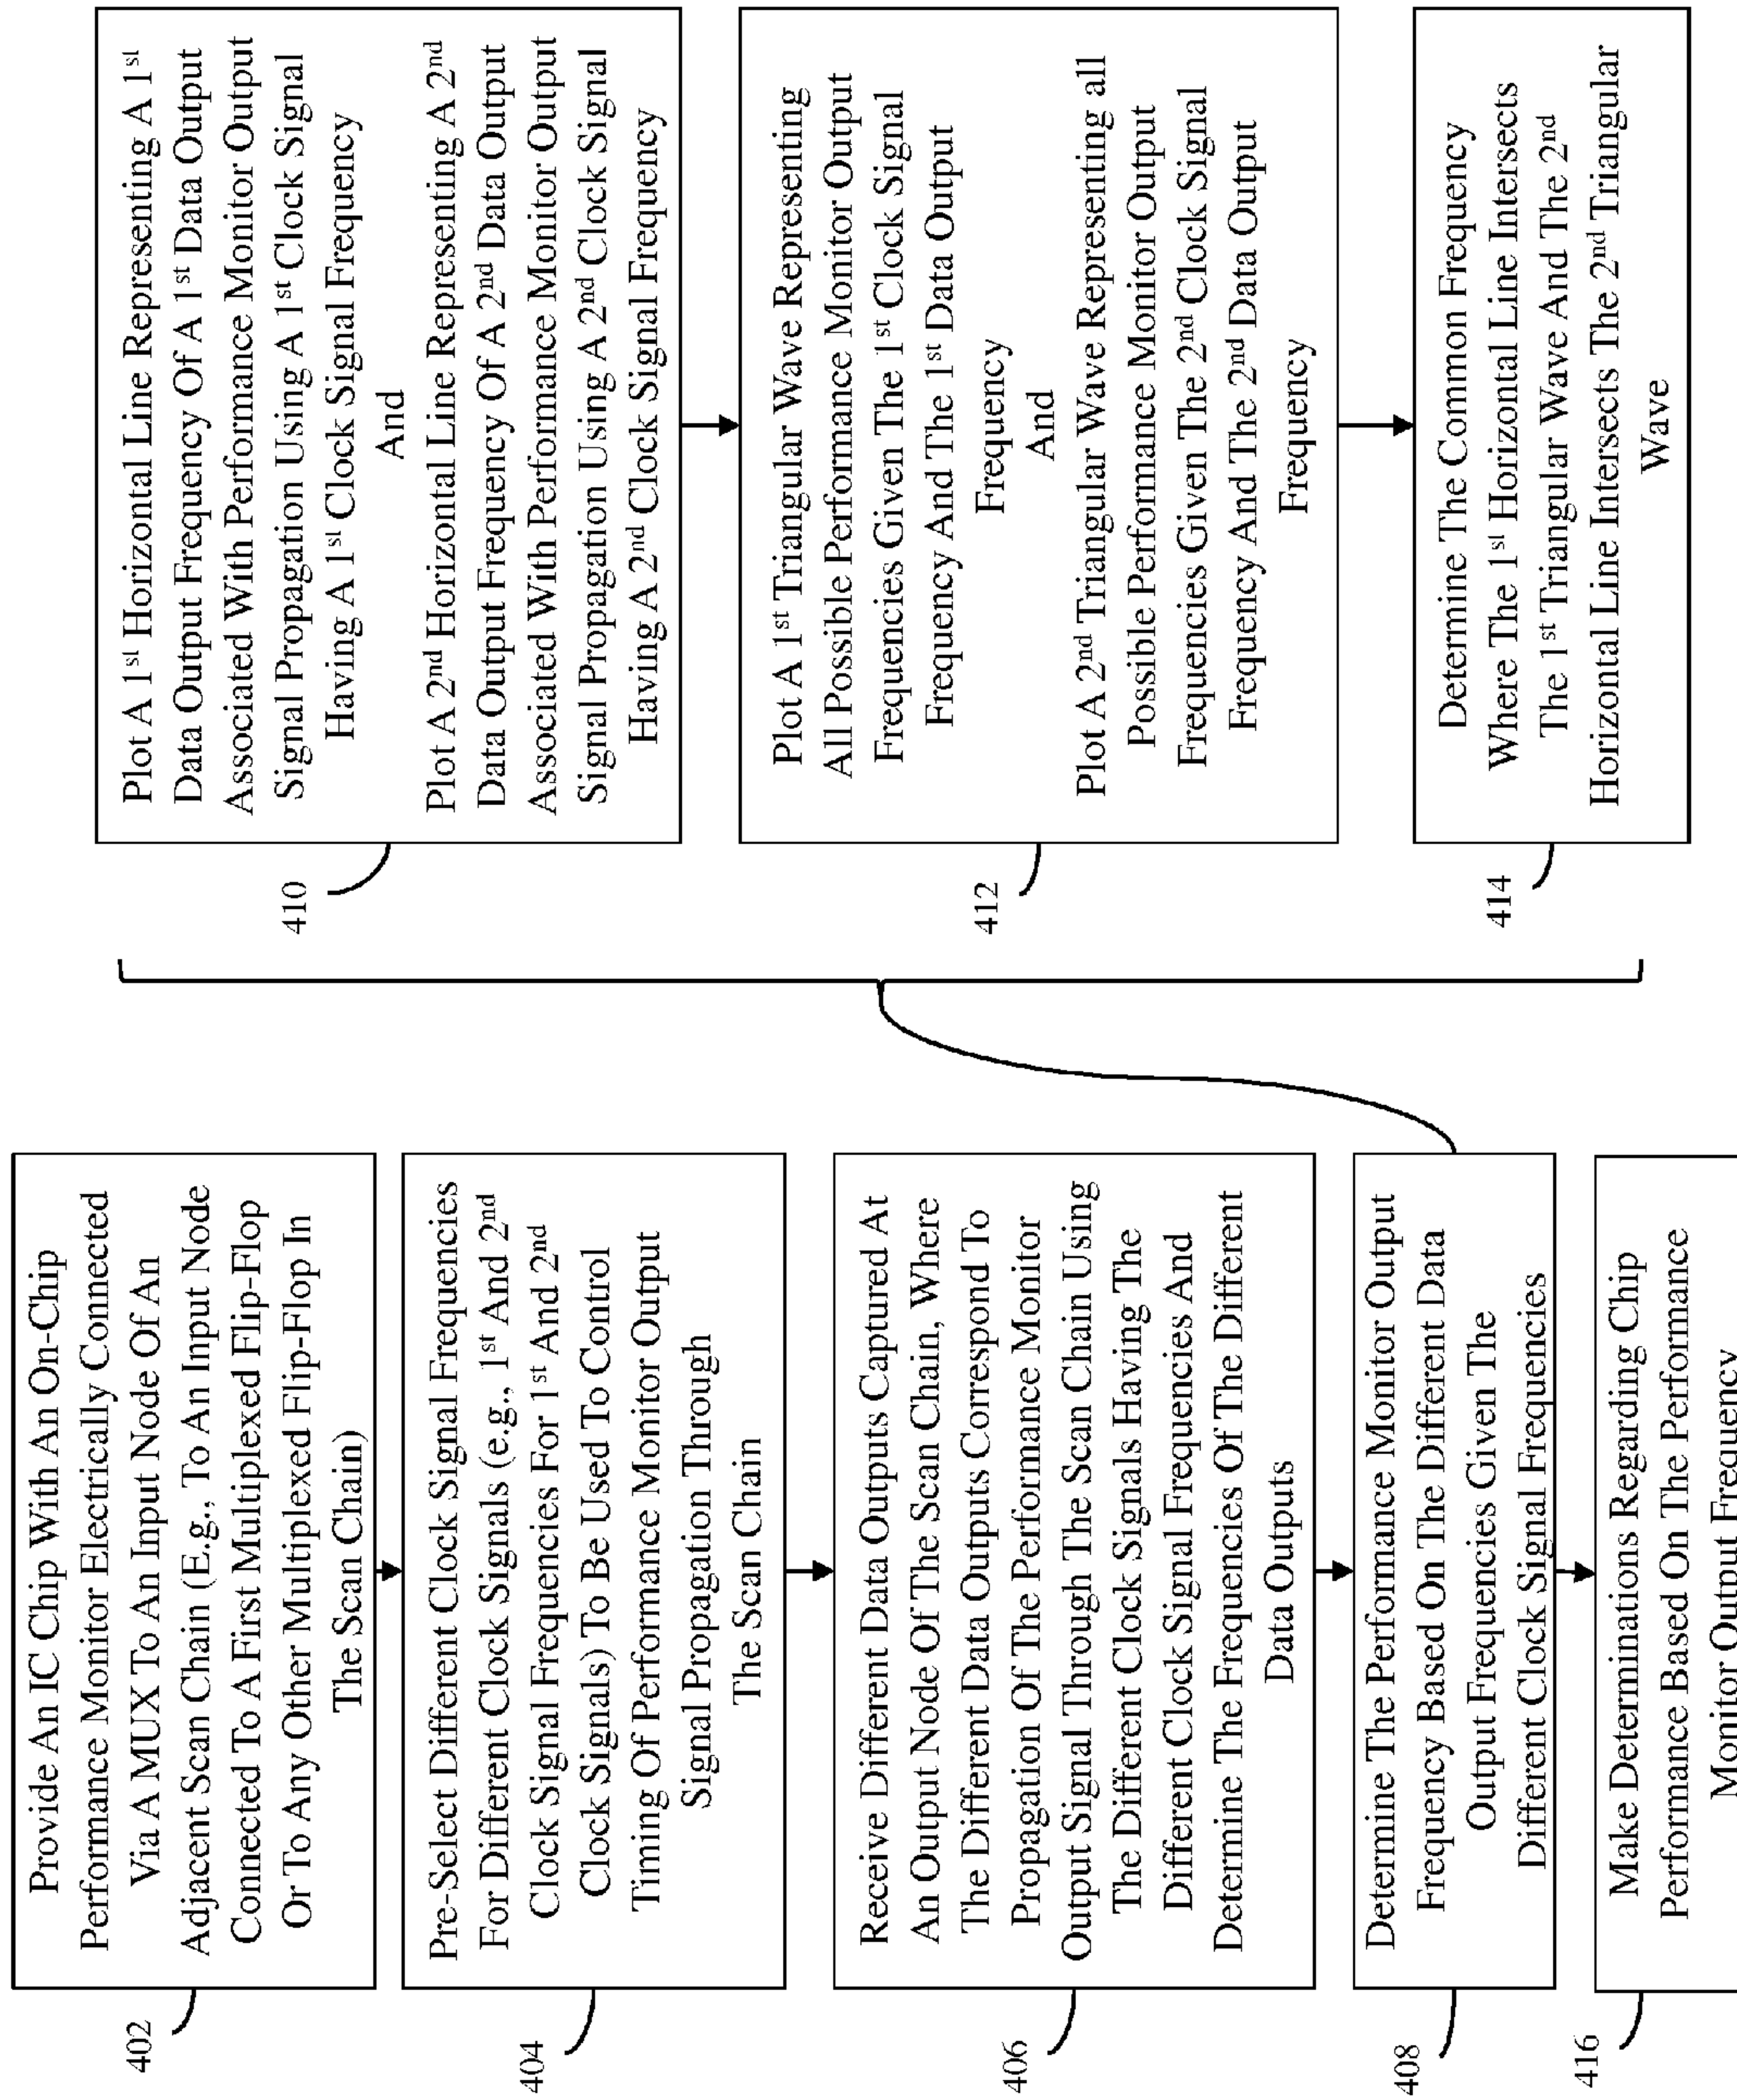 402
Provide An IC Chip With An On-Chip
Performance Monitor Electrically Connected
Via A MUX To An Input Node Of An
Adjacent Scan Chain (E.g., To An Input Node
Connected To A First Multiplexed Flip-Flop
Or To Any Other Multiplexed Flip-Flop In
The Scan Chain)
404
Pre-Select Different Clock Signal Frequencies
For Different Clock Signals (e.g., 1st And 2nd
Clock Signal Frequencies For 1st And 2nd
Clock Signals) To Be Used To Control
Timing Of Performance Monitor Output
Signal Propagation Through
The Scan Chain
406
Receive Different Data Outputs Captured At
An Output Node Of The Scan Chain, Where
The Different Data Outputs Correspond To
Propagation Of The Performance Monitor
Output Signal Through The Scan Chain Using
The Different Clock Signals Having The
Different Clock Signal Frequencies And
Determine The Frequencies Of The Different
Data Outputs
408
Determine The Performance Monitor Output
Frequency Based On The Different Data
Output Frequencies Given The
Different Clock Signal Frequencies
416
Make Determinations Regarding Chip
Performance Based On The Performance
Monitor Output Frequency
410
Plot A 1st Horizontal Line Representing A 1st
Data Output Frequency Of A 1st Data Output
Associated With Performance Monitor Output
Signal Propagation Using A 1st Clock Signal
Having A 1st Clock Signal Frequency
And
Plot A 2nd Horizontal Line Representing A 2nd
Data Output Frequency Of A 2nd Data Output
Associated With Performance Monitor Output
Signal Propagation Using A 2nd Clock Signal
Having A 2nd Clock Signal Frequency
412
Plot A 1st Triangular Wave Representing
All Possible Performance Monitor Output
Frequencies Given The 1st Clock Signal
Frequency And The 1st Data Output
Frequency
And
Plot A 2nd Triangular Wave Representing all
Possible Performance Monitor Output
Frequencies Given The 2nd Clock Signal
Frequency And The 2nd Data Output
Frequency
414
Determine The Common Frequency
Where The 1st Horizontal Line Intersects
The 1st Triangular Wave And The 2nd
Horizontal Line Intersects The 2nd Triangular
Wave